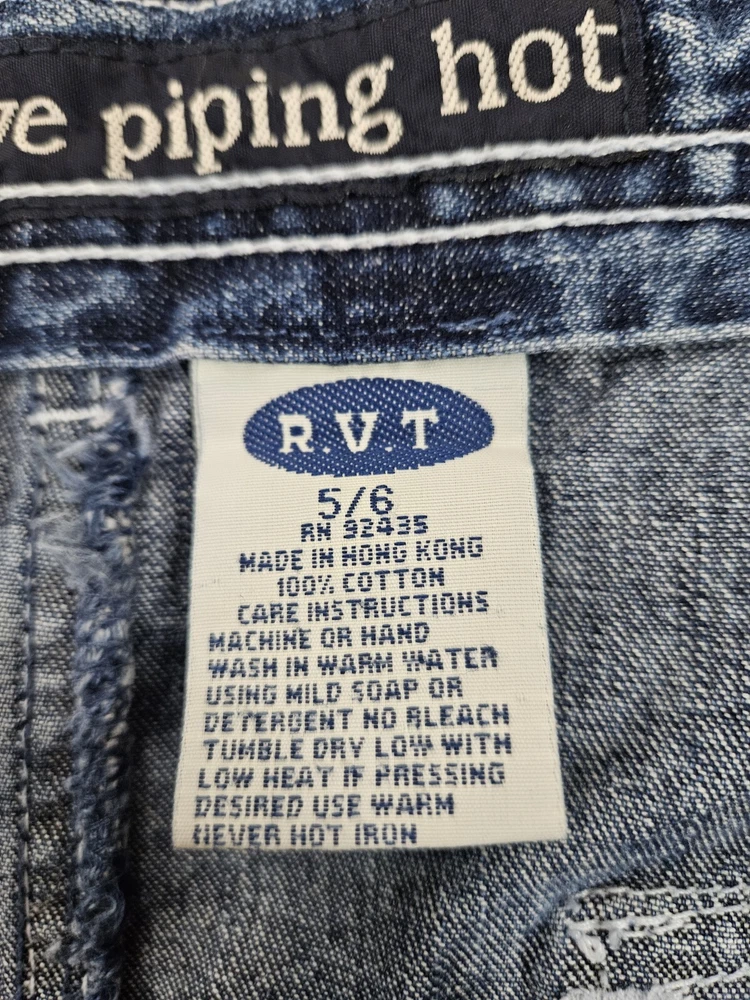 ve piping hot
R.V.T
5/6
RN 92435
MADE IN HONG KONG
100% COTTON
CARE INSTRUCTIONS
MACHINE OR HAND
WASH IN WARM WATER
USING MILD SOAP OR
DETERGENT NO BLEACH
TUMBLE DRY LOW WITH
LOW HEAT IF PRESSING
DESIRED USE WARM
NEVER HOT IRON